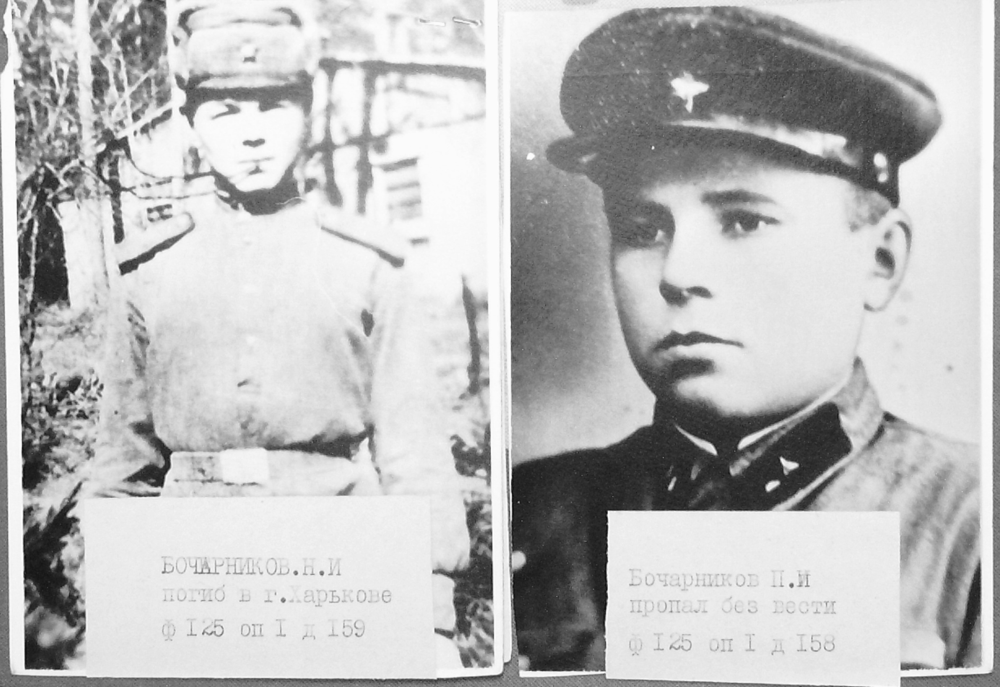 БОЧАРНИКОВ.Н.И
погиб в г.Харькове
ф 125 оп 1 д 159
Бочарников П.И
пропал без вести
ф 125 оп 1 д 158